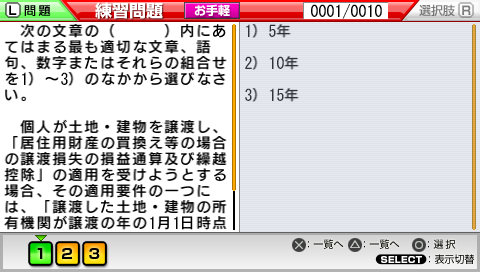 L 問題 練習問題 お手軽 0001/0010 選択肢 R
次の文章の（　　　）内にあ
てはまる最も適切な文章、語
句、数字またはそれらの組合せ
を1）～3）のなかから選びなさ
い。
個人が土地・建物を譲渡し、
「居住用財産の買換え等の場合
の譲渡損失の損益通算及び繰越
控除」の適用を受けようとする
場合、その適用要件の一つに
は、「譲渡した土地・建物の所
有機関が譲渡の年の1月1日時点
1） 5年
2） 10年
3） 15年
1 2 3
：一覧へ ：一覧へ ：選択
SELECT：表示切替